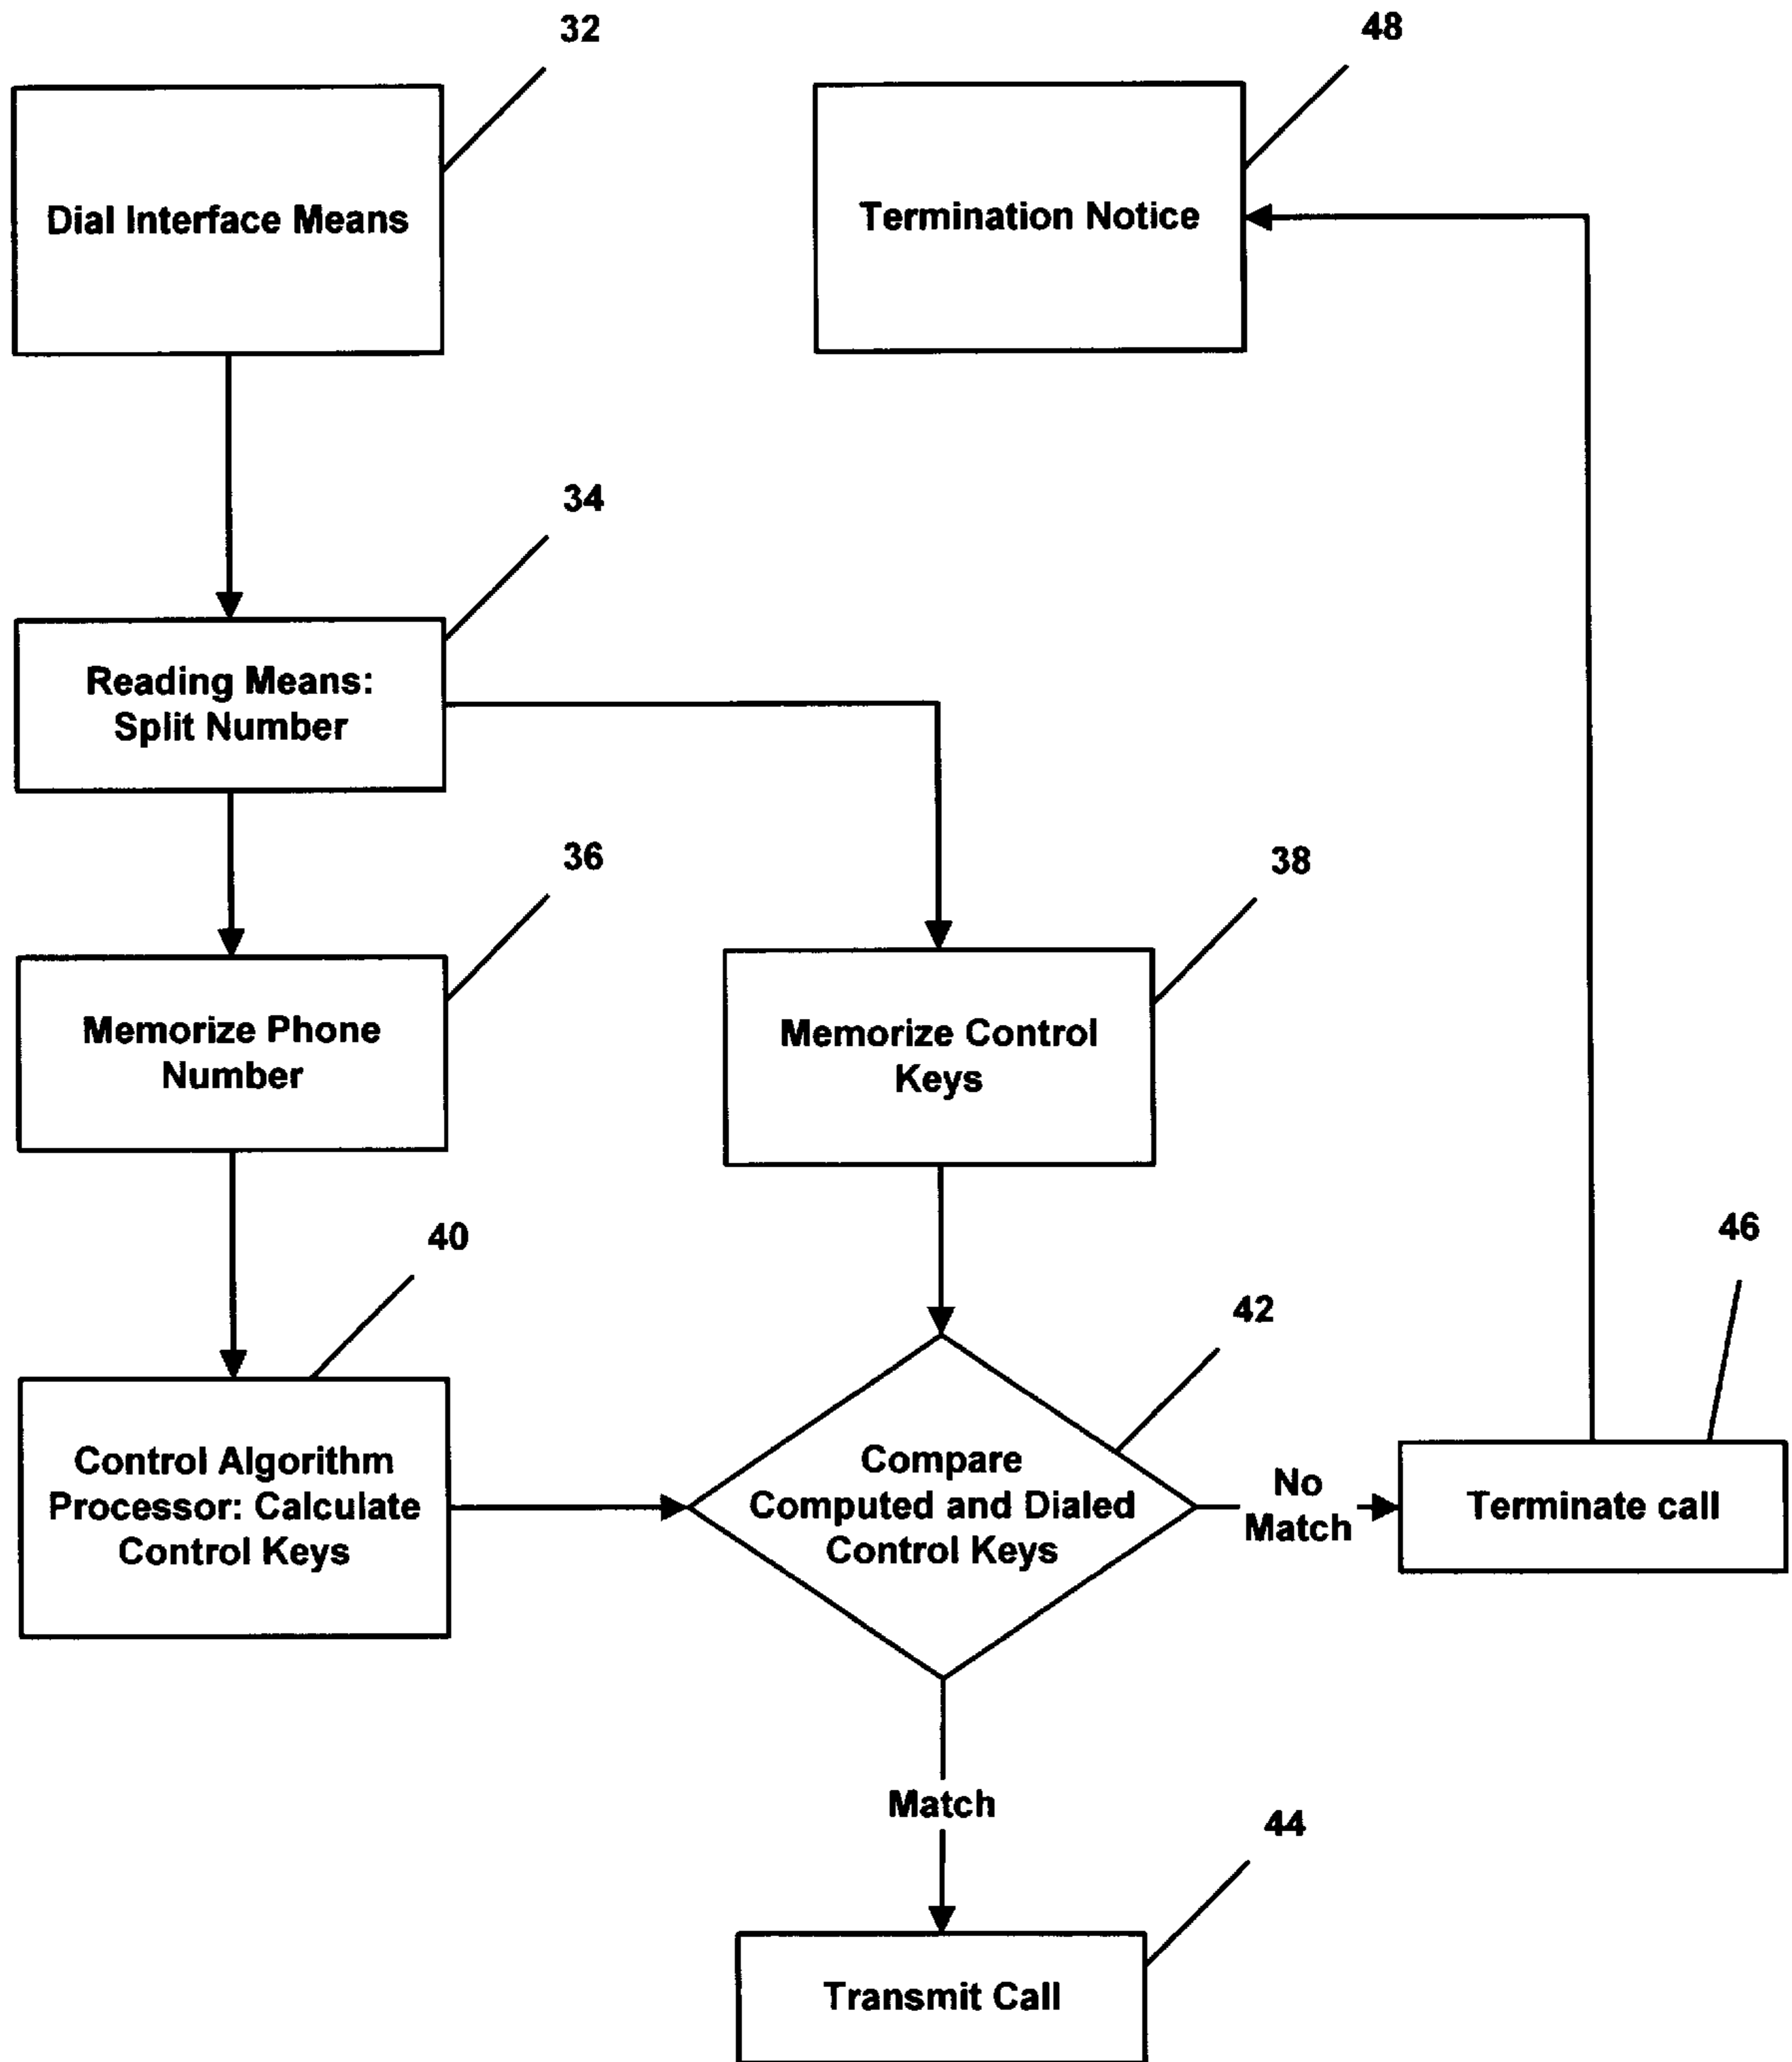 32
48
Dial Interface Means
Termination Notice
34
Reading Means:
Split Number
36
38
Memorize Phone
Number
Memorize Control
Keys
40
42
46
Control Algorithm
Processor: Calculate
Control Keys
Compare
Computed and Dialed
Control Keys
No
Match
Terminate call
Match
44
Transmit Call